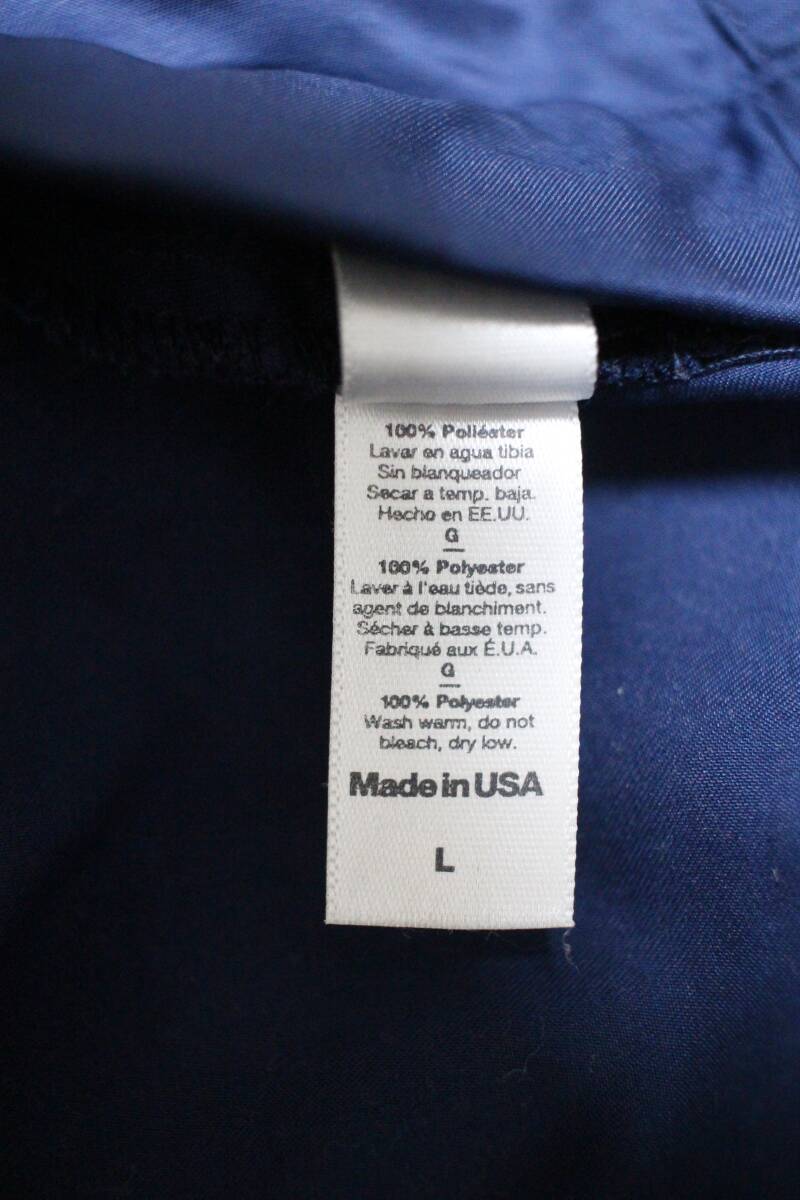 100% Poliéster
Lavar en agua tibia
Sin blanqueador
Secar a temp. baja.
Hecho en EE.UU.
G
100% Polyester
Laver à l'eau tiède, sans
agent de blanchiment.
Sécher à basse temp.
Fabriqué aux É.U.A.
G
100% Polyester
Wash warm, do not
bleach, dry low.
Made in USA
L